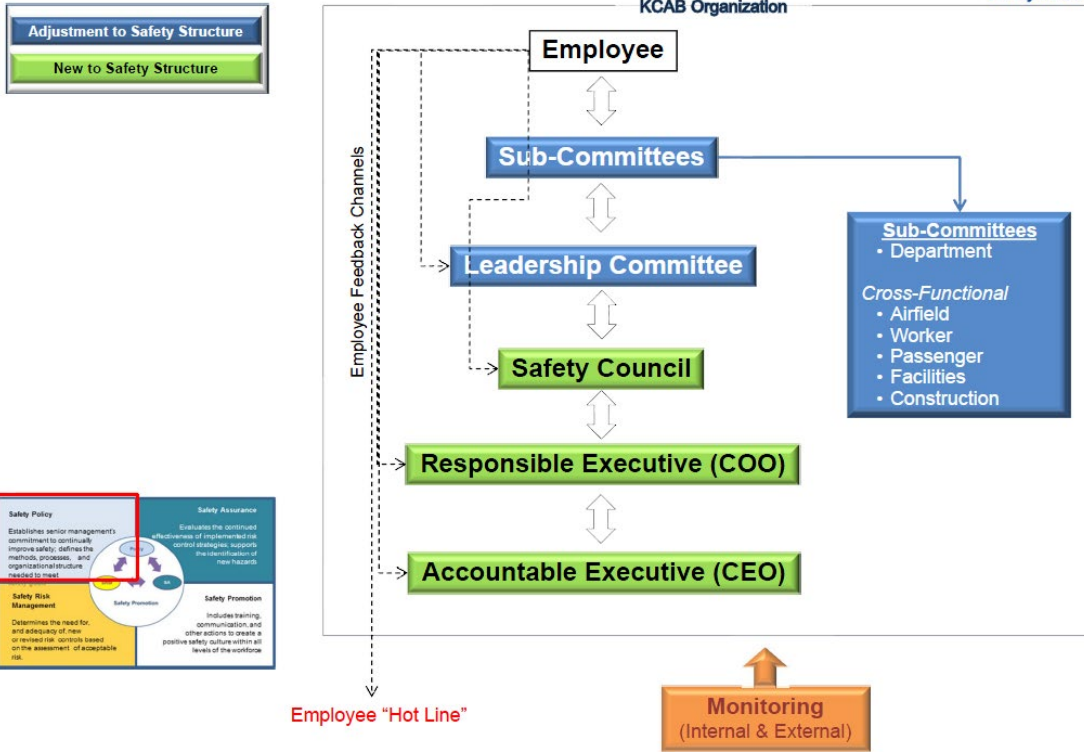 KCAB Organization
Adjustment to Safety Structure
New to Safety Structure
Employee
Sub-Committees
Employee Feedback Channels
Leadership Committee
Safety Council
Responsible Executive (COO)
Accountable Executive (CEO)
Sub-Committees
• Department
Cross-Functional
• Airfield
• Worker
• Passenger
• Facilities
• Construction
Safety Policy
Establishes senior management's
commitment to continually
improve safety; defines the
methods, processes, and
organizational structure
needed to meet
Safety Assurance
Evaluates the continued
effectiveness of implemented risk
control strategies; supports
the identification of
new hazards
Policy
SA
Safety Promotion
Safety Risk
Management
Determines the need for,
and adequacy of, new
or revised risk controls based
on the assessment of acceptable
risk.
Safety Promotion
Includes training,
communication, and
other actions to create a
positive safety culture within all
levels of the workforce
Employee "Hot Line"
Monitoring
(Internal & External)